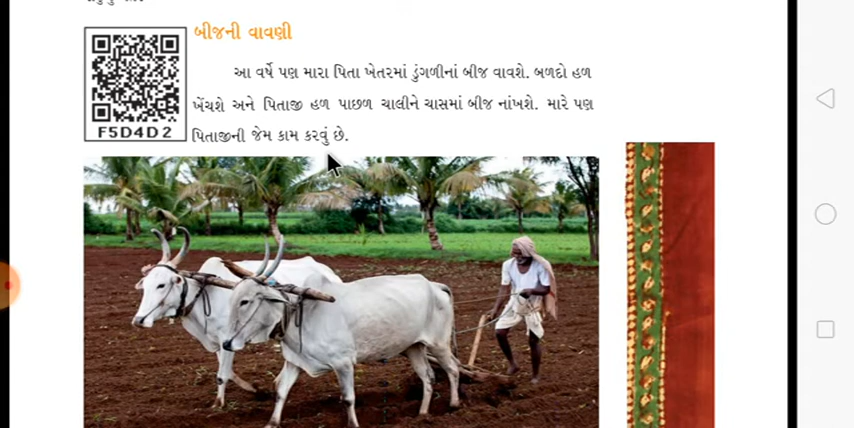 બીજની વાવણી
આ વર્ષે પણ મારા પિતા ખેતરમાં ડુંગળીનાં બીજ વાવશે. બળદો હળ
ખેંચશે અને પિતાજી હળ પાછળ ચાલીને ચાસમાં બીજ નાંખશે. મારે પણ
પિતાજીની જેમ કામ કરવું છે.
F5D4D2